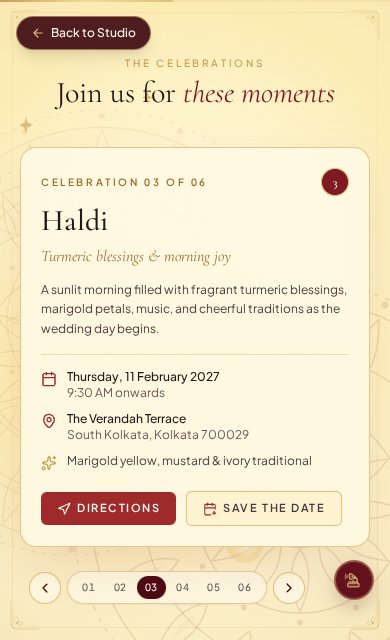 Back to Studio
THE CELEBRATIONS
Join us for these moments
CELEBRATION 03 OF 06
3
Haldi
Turmeric blessings & morning joy
A sunlit morning filled with fragrant turmeric blessings,
marigold petals, music, and cheerful traditions as the
wedding day begins.
Thursday, 11 February 2027
9:30 AM onwards
The Verandah Terrace
South Kolkata, Kolkata 700029
Marigold yellow, mustard & ivory traditional
DIRECTIONS
SAVE THE DATE
01 02 03 04 05 06